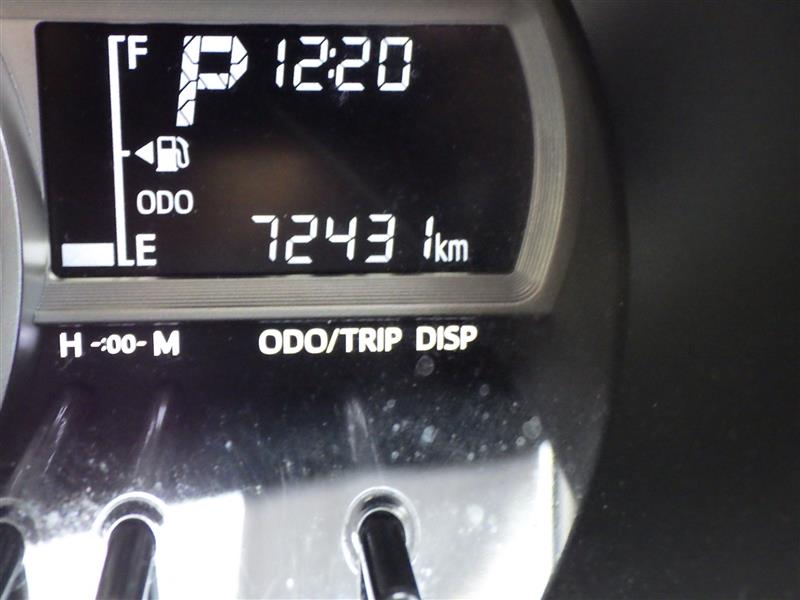 F P 12:20
ODO
E 72431km
H -:00- M ODO/TRIP DISP